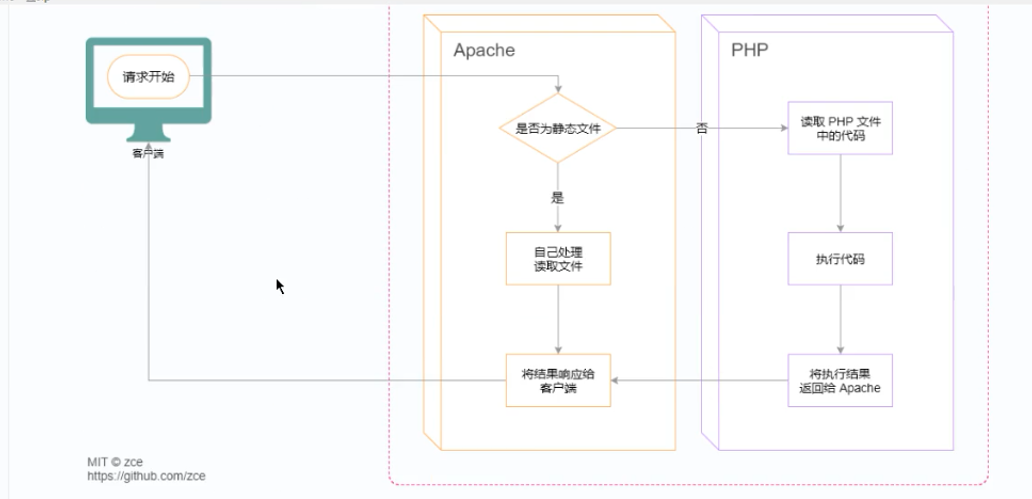 Apache
PHP
请求开始
客户端
是否为静态文件
否
读取 PHP 文件
中的代码
是
自己处理
读取文件
执行代码
将结果响应给
客户端
将执行结果
返回给 Apache
MIT © zce
https://github.com/zce